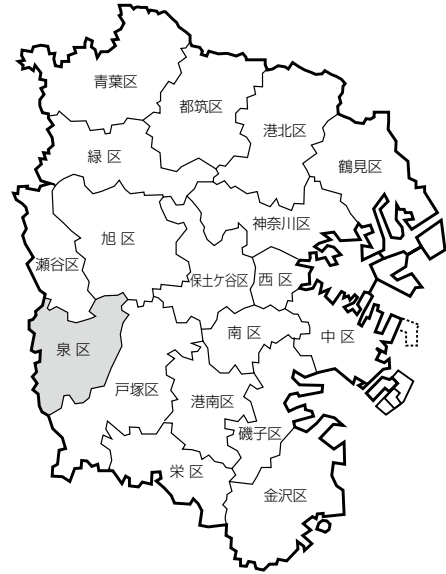 青葉区
都筑区
港北区
緑 区
鶴見区
神奈川区
旭 区
瀬谷区
保土ケ谷区
西 区
泉 区
南 区
中 区
戸塚区
港南区
磯子区
栄 区
金沢区